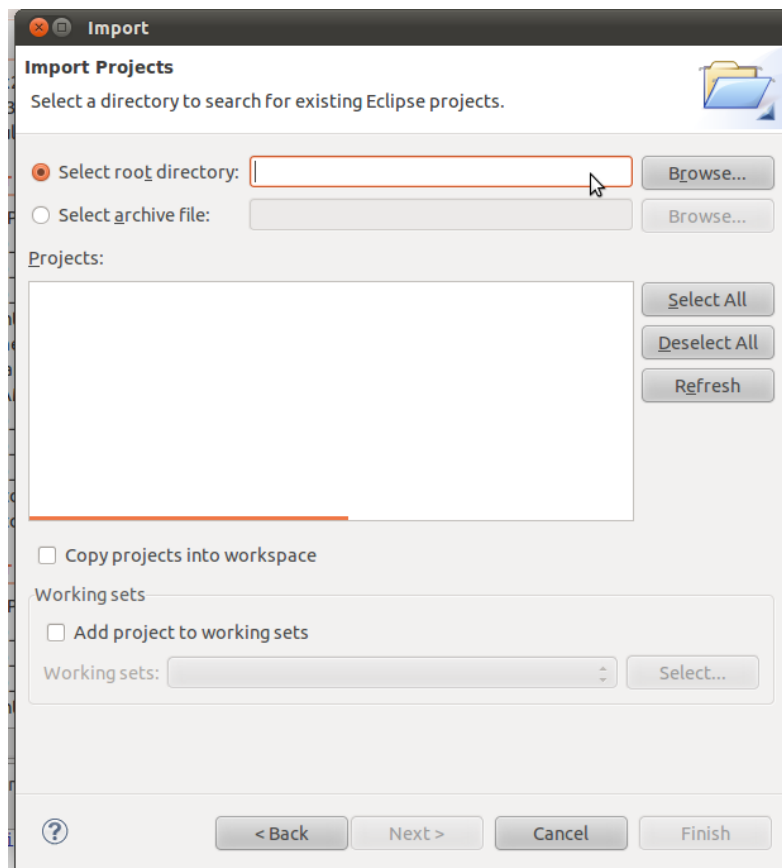 Import
Import Projects
Select a directory to search for existing Eclipse projects.
Select root directory:
Browse...
Select archive file:
Browse...
Projects:
Select All
Deselect All
Refresh
Copy projects into workspace
Working sets
Add project to working sets
Working sets:
Select...
?
< Back
Next >
Cancel
Finish